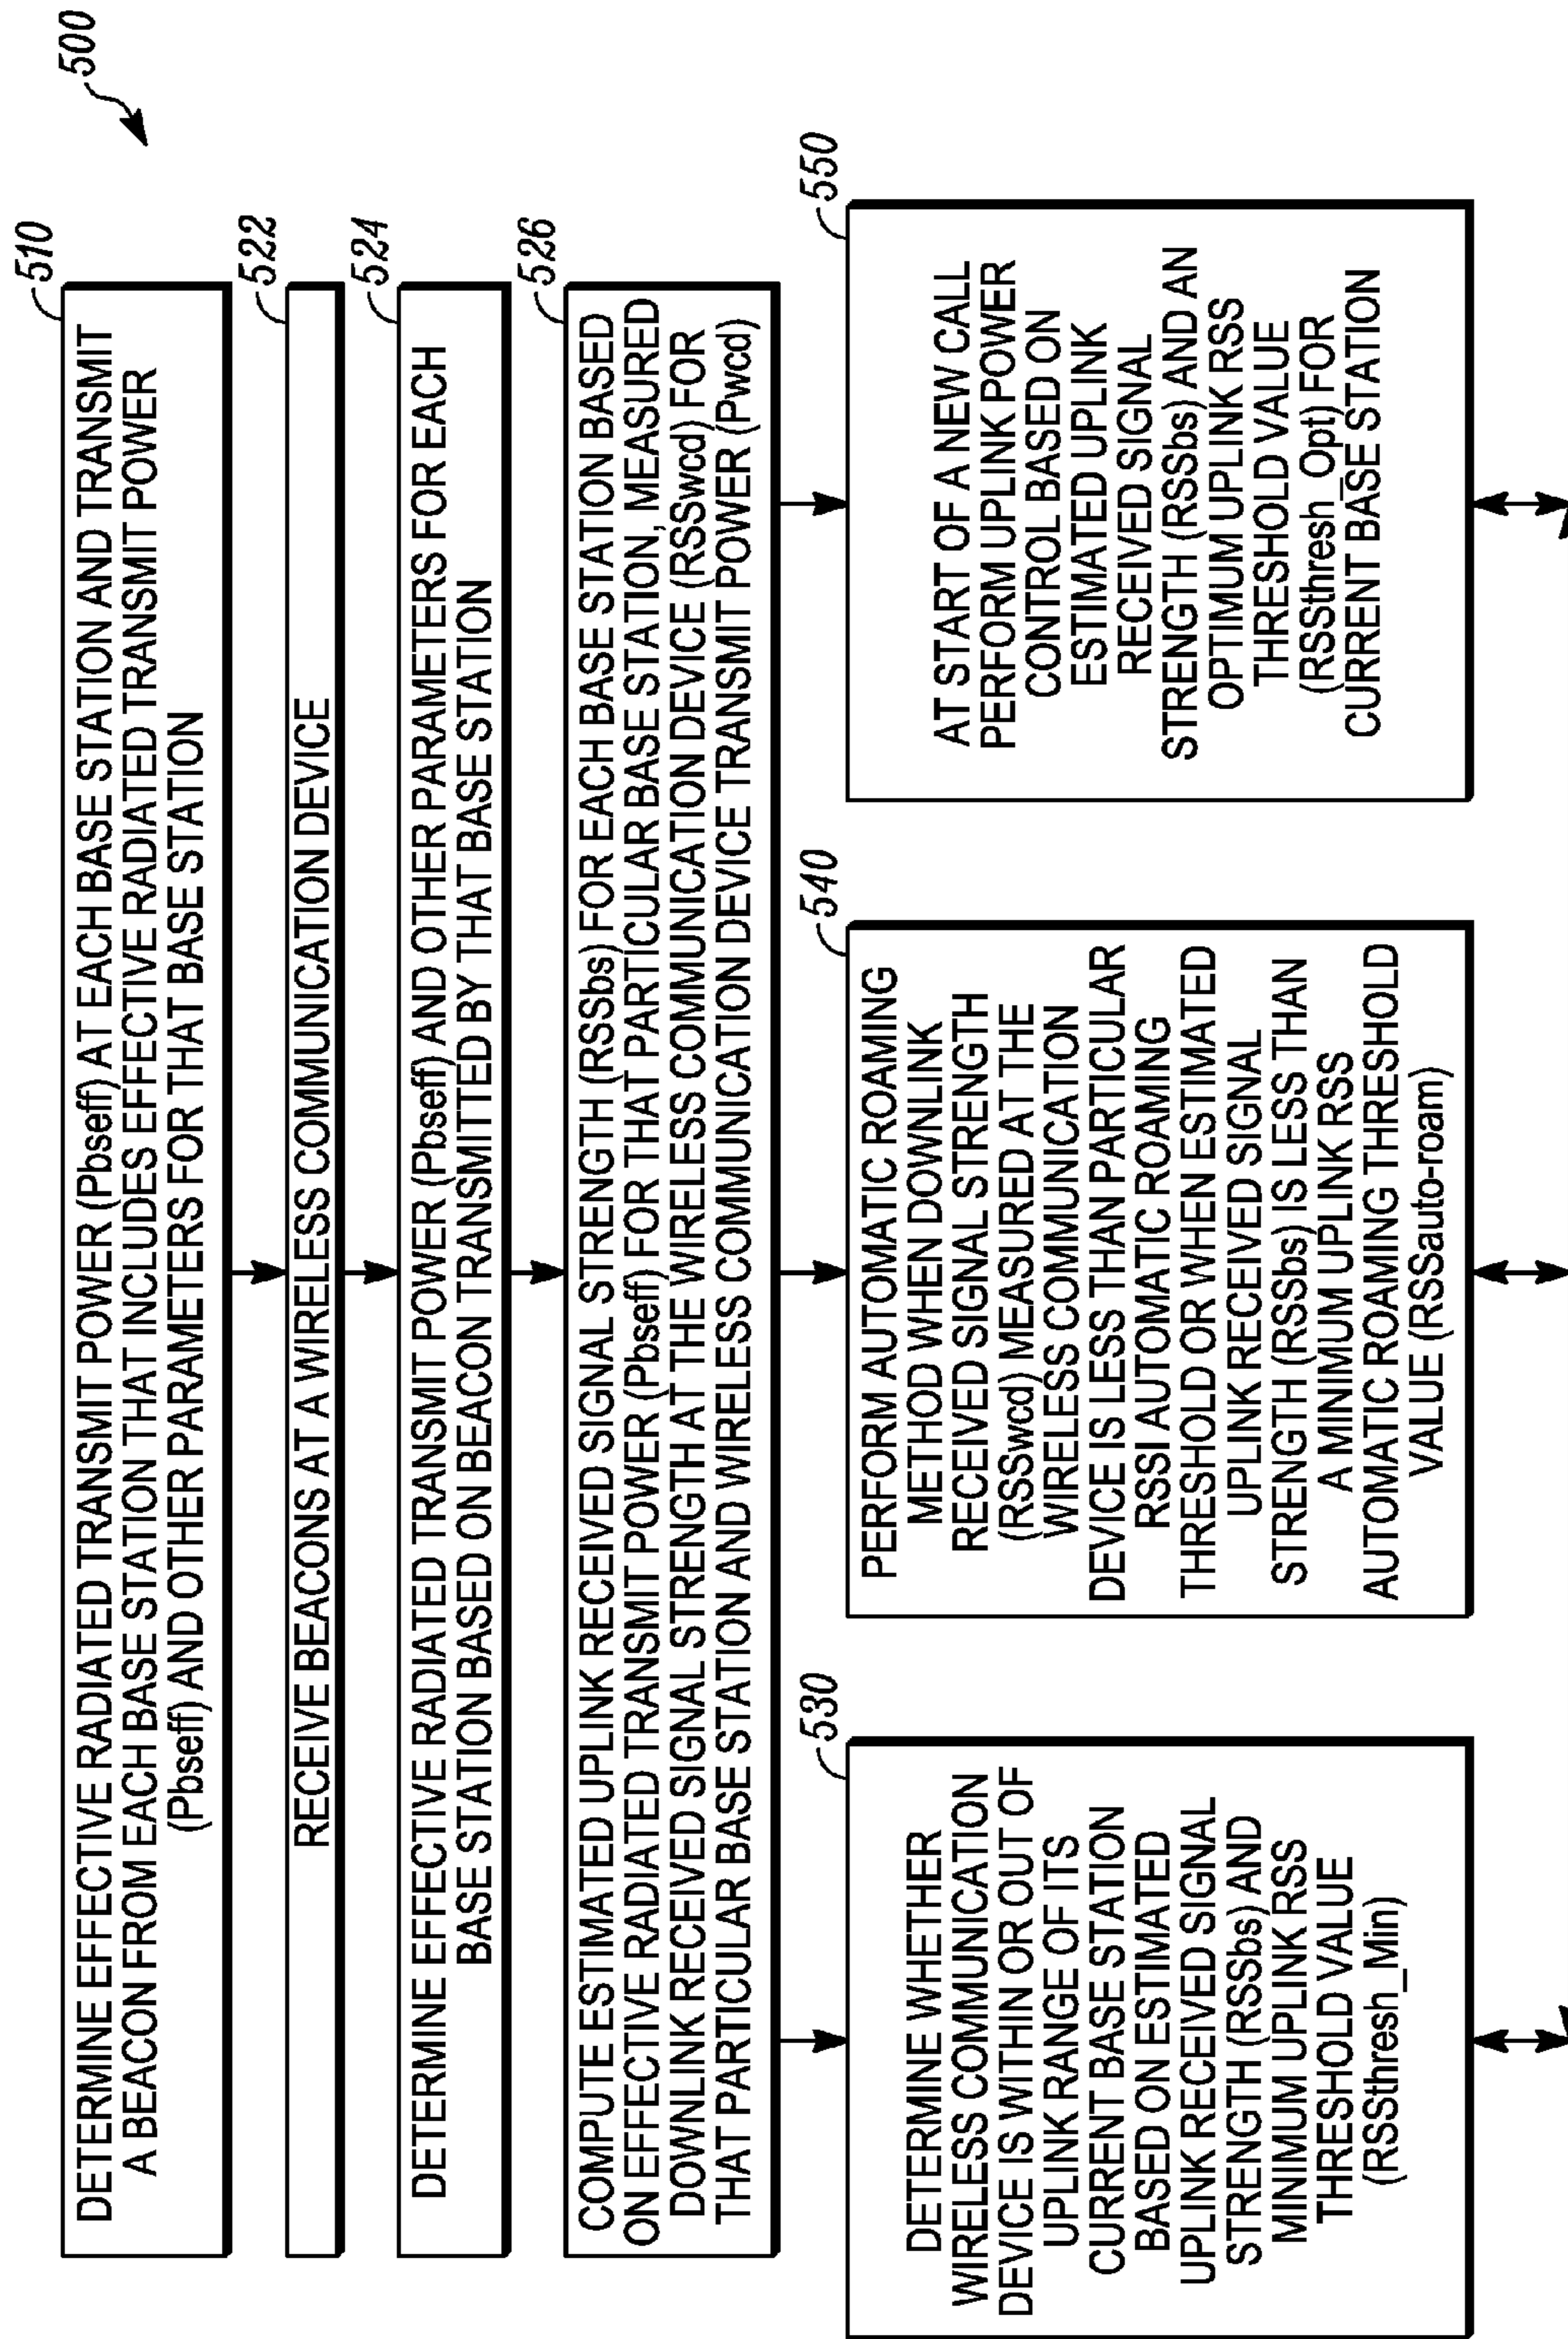 500
510
DETERMINE EFFECTIVE RADIATED TRANSMIT POWER (Pbseff) AT EACH BASE STATION AND TRANSMIT
A BEACON FROM EACH BASE STATION THAT INCLUDES EFFECTIVE RADIATED TRANSMIT POWER
(Pbseff) AND OTHER PARAMETERS FOR THAT BASE STATION
522
RECEIVE BEACONS AT A WIRELESS COMMUNICATION DEVICE
524
DETERMINE EFFECTIVE RADIATED TRANSMIT POWER (Pbseff) AND OTHER PARAMETERS FOR EACH
BASE STATION BASED ON BEACON TRANSMITTED BY THAT BASE STATION
526
COMPUTE ESTIMATED UPLINK RECEIVED SIGNAL STRENGTH (RSSbs) FOR EACH BASE STATION BASED
ON EFFECTIVE RADIATED TRANSMIT POWER (Pbseff) FOR THAT PARTICULAR BASE STATION, MEASURED
DOWNLINK RECEIVED SIGNAL STRENGTH AT THE WIRELESS COMMUNICATION DEVICE (RSSwcd) FOR
THAT PARTICULAR BASE STATION AND WIRELESS COMMUNICATION DEVICE TRANSMIT POWER (Pwcd)
530
DETERMINE WHETHER
WIRELESS COMMUNICATION
DEVICE IS WITHIN OR OUT OF
UPLINK RANGE OF ITS
CURRENT BASE STATION
BASED ON ESTIMATED
UPLINK RECEIVED SIGNAL
STRENGTH (RSSbs) AND
MINIMUM UPLINK RSS
THRESHOLD VALUE
(RSSthresh_Min)
540
PERFORM AUTOMATIC ROAMING
METHOD WHEN DOWNLINK
RECEIVED SIGNAL STRENGTH
(RSSwcd) MEASURED AT THE
WIRELESS COMMUNICATION
DEVICE IS LESS THAN PARTICULAR
RSSI AUTOMATIC ROAMING
THRESHOLD OR WHEN ESTIMATED
UPLINK RECEIVED SIGNAL
STRENGTH (RSSbs) IS LESS THAN
A MINIMUM UPLINK RSS
AUTOMATIC ROAMING THRESHOLD
VALUE (RSSauto-roam)
550
AT START OF A NEW CALL
PERFORM UPLINK POWER
CONTROL BASED ON
ESTIMATED UPLINK
RECEIVED SIGNAL
STRENGTH (RSSbs) AND AN
OPTIMUM UPLINK RSS
THRESHOLD VALUE
(RSSthresh_Opt) FOR
CURRENT BASE STATION